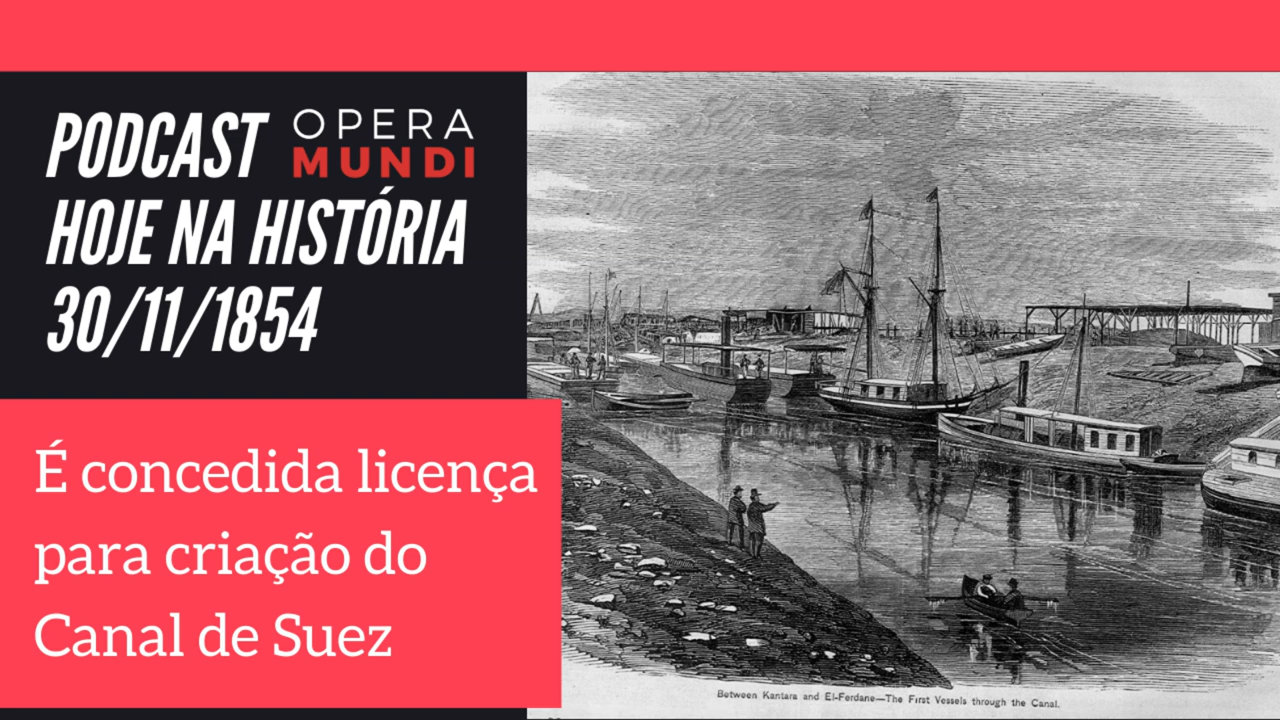 PODCAST
OPERA
MUNDI
HOJE NA HISTÓRIA
30/11/1854
É concedida licença
para criação do
Canal de Suez
Between Kantara and El-Ferdane—The First Vessels through the Canal.